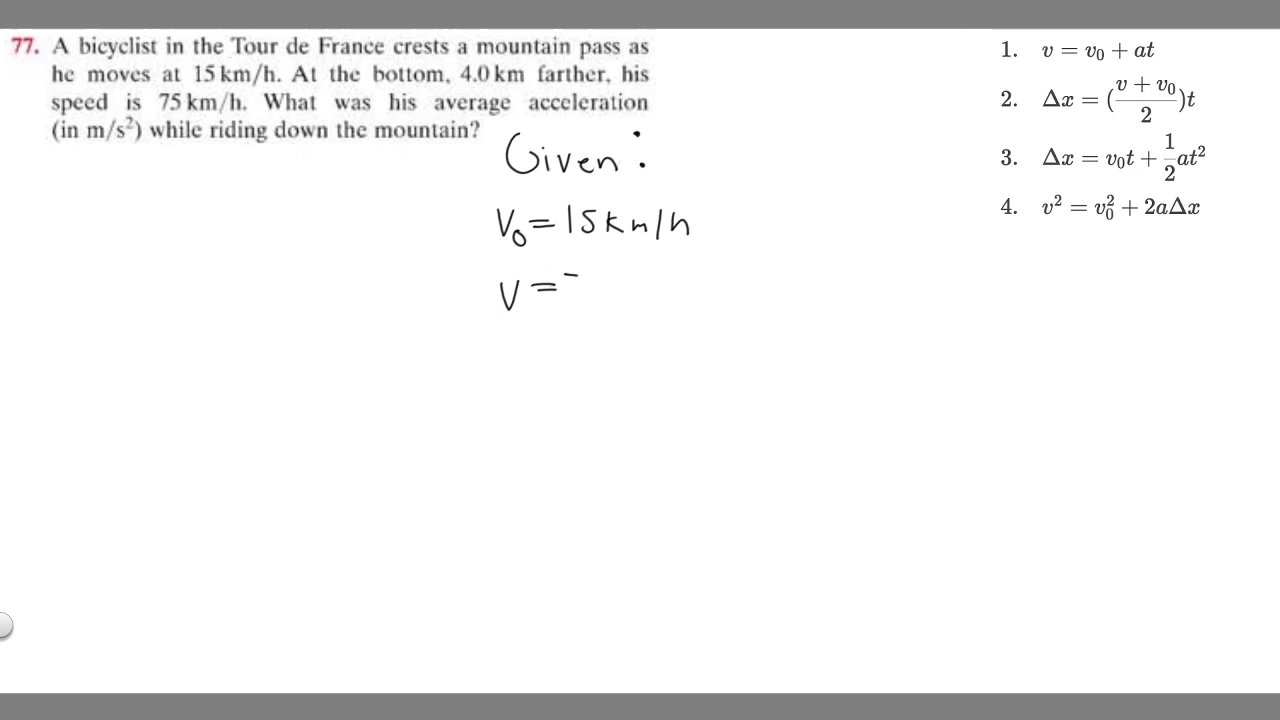 77. A bicyclist in the Tour de France crests a mountain pass as
he moves at 15 km/h. At the bottom, 4.0 km farther, his
speed is 75 km/h. What was his average acceleration
(in m/s²) while riding down the mountain?
Given :
V₀ = 15 km/h
V =
1. v = v₀ + at
2. Δx = ((v + v₀)/2)t
3. Δx = v₀t + 1/2 at²
4. v² = v₀² + 2aΔx